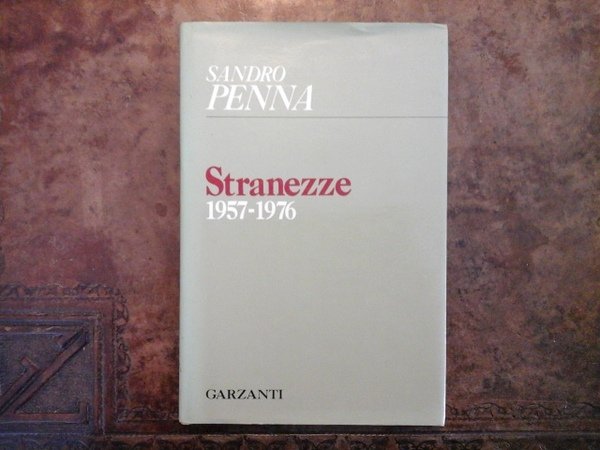 SANDRO
PENNA
Stranezze
1957-1976
GARZANTI